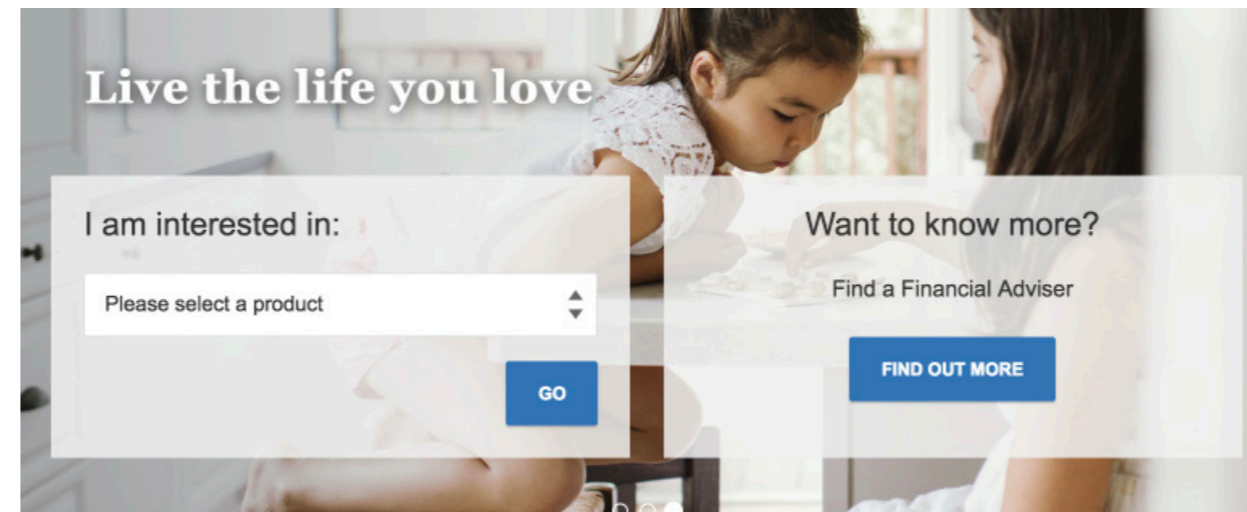 Live the life you love
I am interested in:
Please select a product
GO
Want to know more?
Find a Financial Adviser
FIND OUT MORE